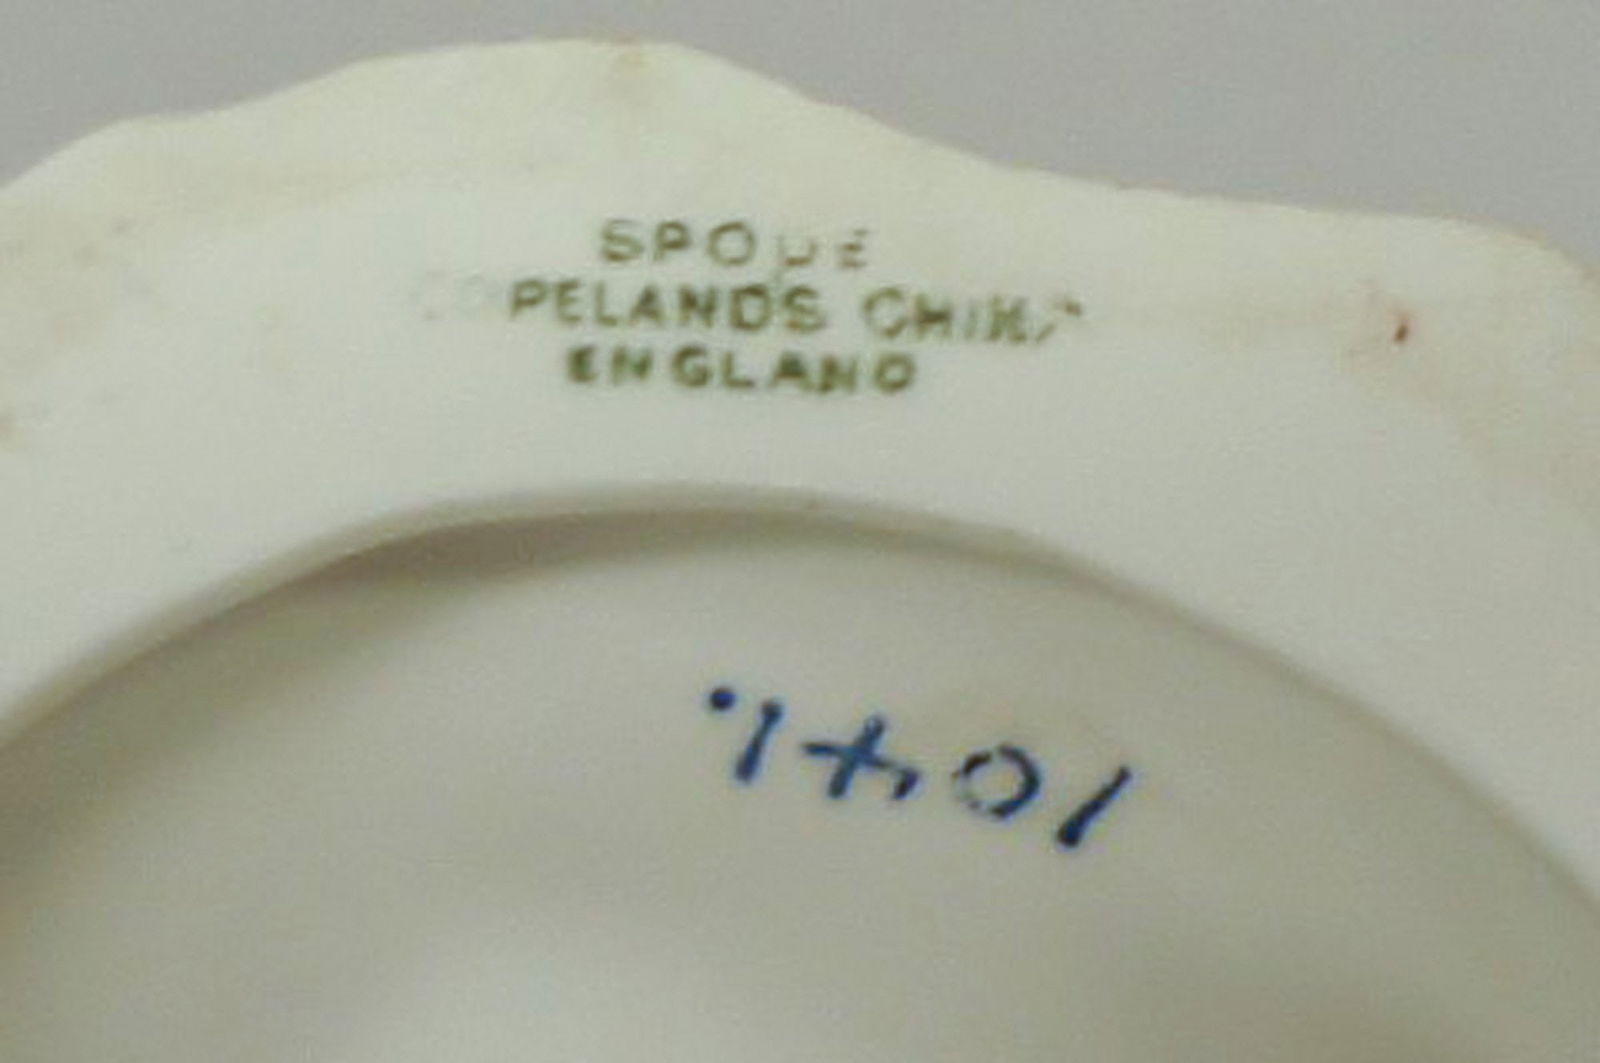 SPODE
COPELANDS CHINA
ENGLAND
1041.